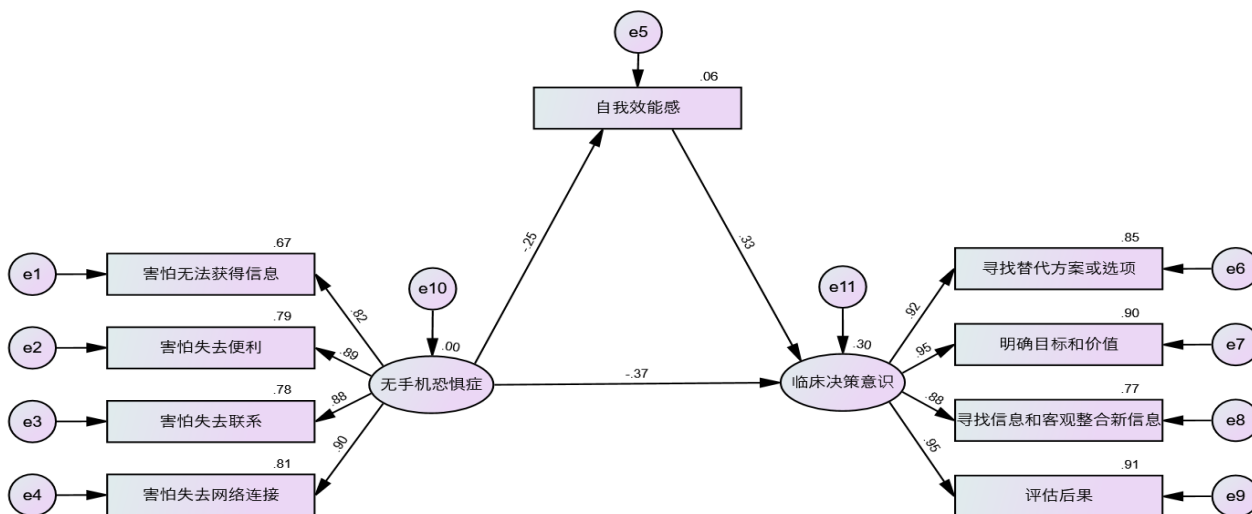 e5
.06
自我效能感
-.25
.33
.67
e1
害怕无法获得信息
.82
.79
e2
害怕失去便利
.89
.78
e3
害怕失去联系
.88
.81
e4
害怕失去网络连接
.90
e10
.00
无手机恐惧症
-.37
e11
.30
临床决策意识
.85
寻找替代方案或选项
e6
.92
.90
明确目标和价值
e7
.95
.77
寻找信息和客观整合新信息
e8
.88
.91
评估后果
e9
.95